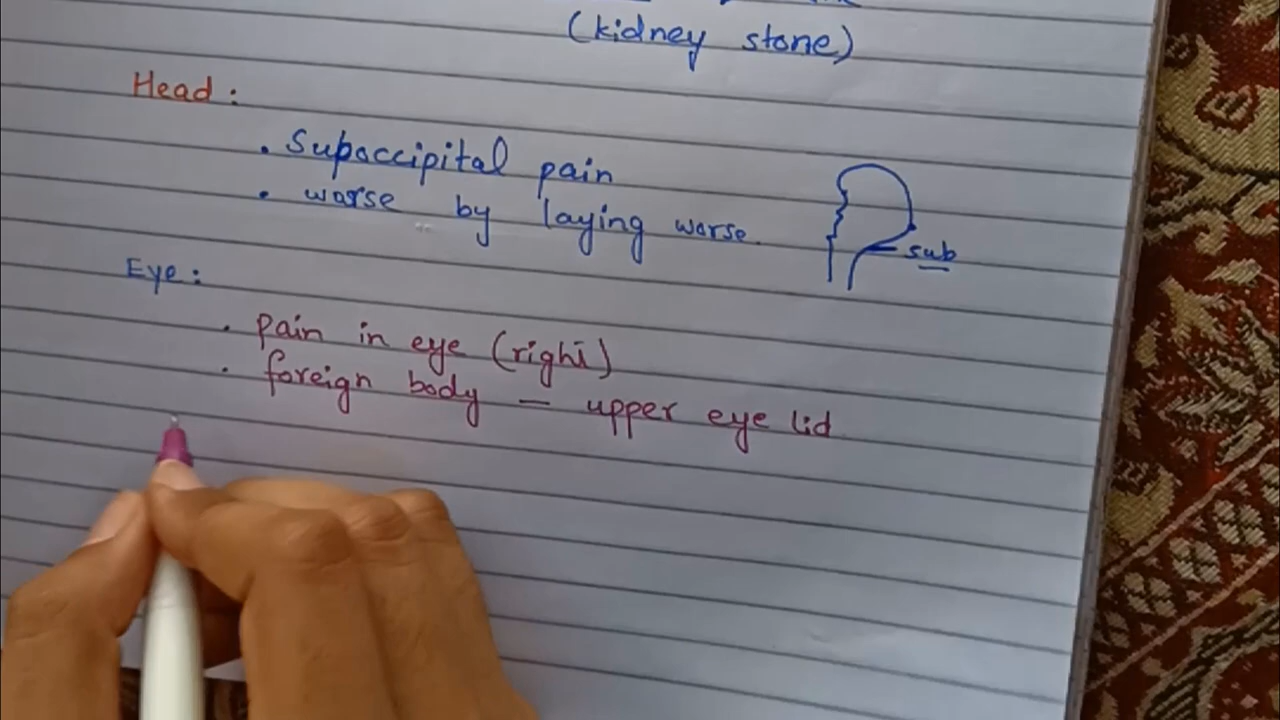 (kidney stone)
Head :
. Suboccipital pain
. worse by laying worse.
sub
Eye :
. pain in eye (right)
. foreign body – upper eye lid